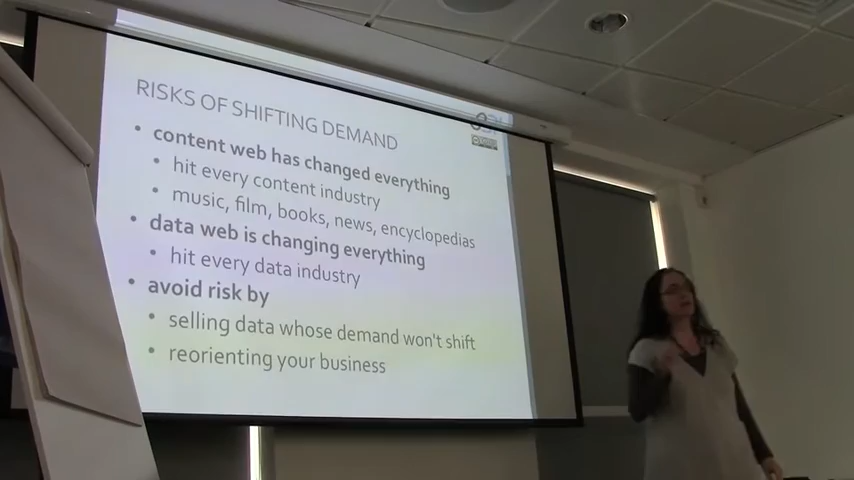 RISKS OF SHIFTING DEMAND
• content web has changed everything
• hit every content industry
• music, film, books, news, encyclopedias
• data web is changing everything
• hit every data industry
• avoid risk by
• selling data whose demand won't shift
• reorienting your business